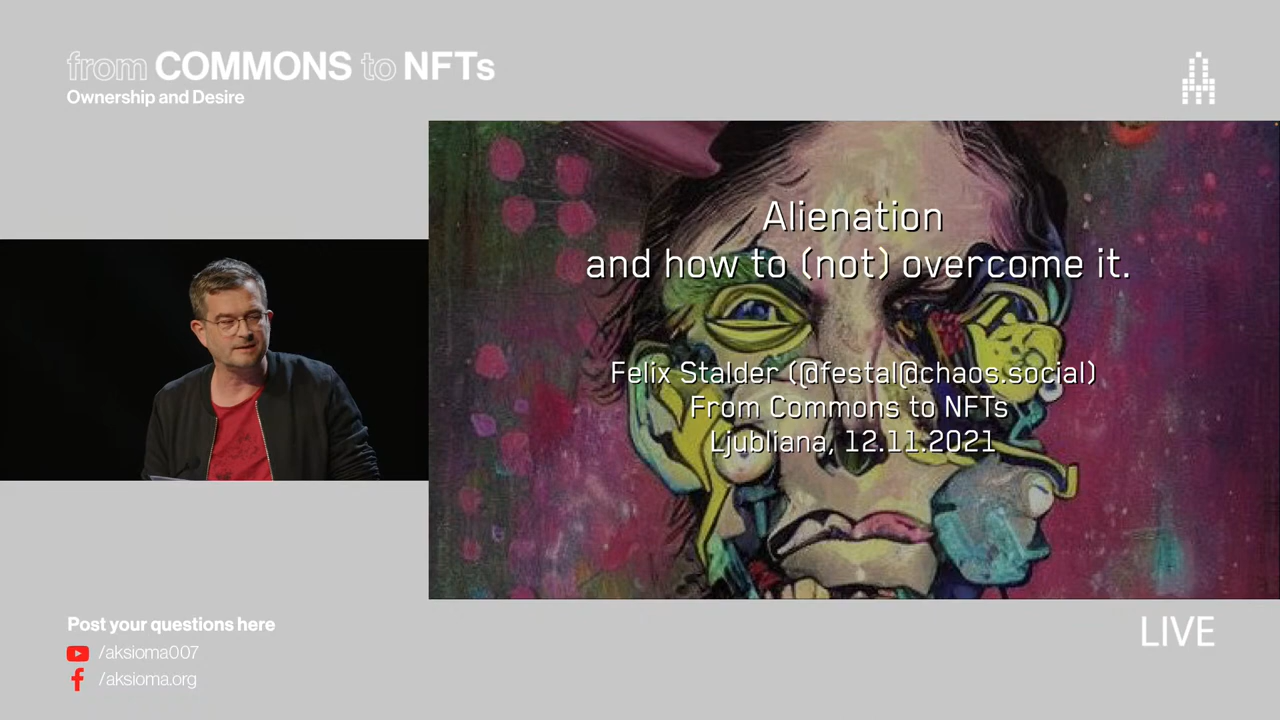 from COMMONS to NFTs
Ownership and Desire
Alienation
and how to (not) overcome it.
Felix Stalder (@festal@chaos.social)
From Commons to NFTs
Ljubliana, 12.11.2021
Post your questions here
/aksioma007
/aksioma.org
LIVE